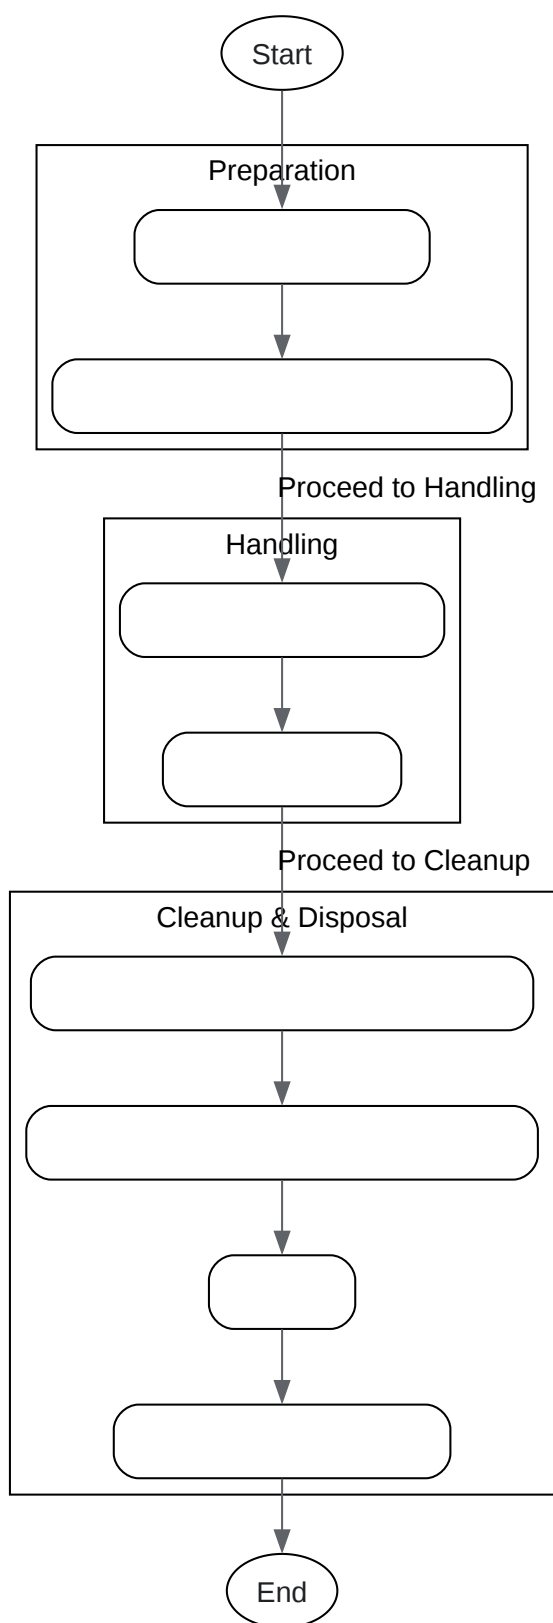 Start
Preparation
Proceed to Handling
Handling
Proceed to Cleanup
Cleanup & Disposal
End